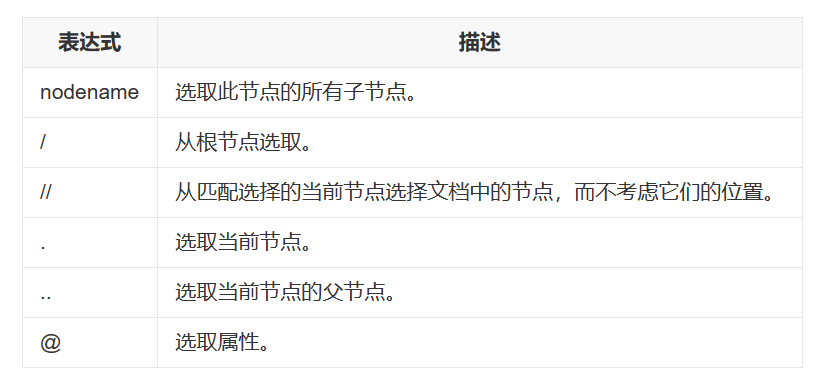 表达式 描述
nodename 选取此节点的所有子节点。
/ 从根节点选取。
// 从匹配选择的当前节点选择文档中的节点，而不考虑它们的位置。
. 选取当前节点。
.. 选取当前节点的父节点。
@ 选取属性。